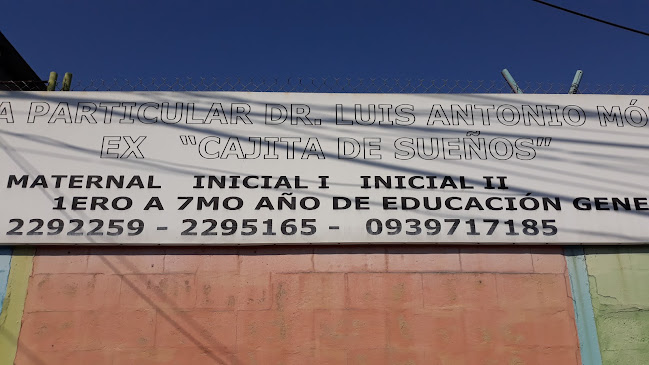 A PARTICULAR DR. LUIS ANTONIO MO
EX "CAJITA DE SUEÑOS"
MATERNAL INICIAL I INICIAL II
1ERO A 7MO AÑO DE EDUCACIÓN GENE
2292259 - 2295165 - 0939717185